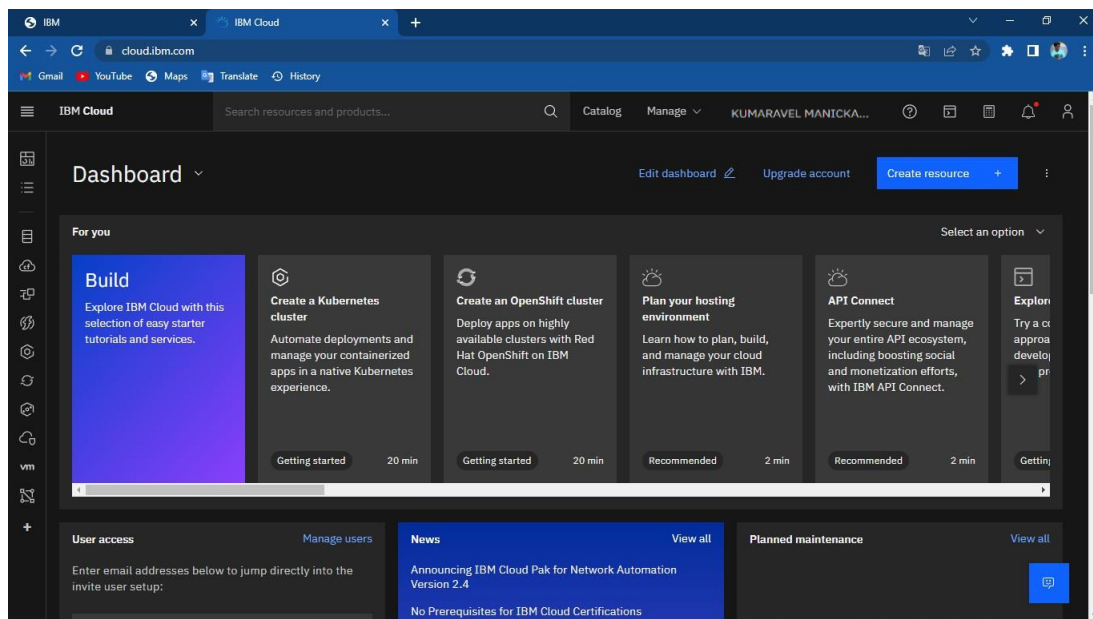 IBM
IBM Cloud
cloud.ibm.com
Gmail YouTube Maps Translate History
IBM Cloud Search resources and products... Catalog Manage KUMARAVEL MANICKA...
Dashboard Edit dashboard Upgrade account Create resource +
For you Select an option
Build
Explore IBM Cloud with this
selection of easy starter
tutorials and services.
Create a Kubernetes
cluster
Automate deployments and
manage your containerized
apps in a native Kubernetes
experience.
Getting started 20 min
Create an OpenShift cluster
Deploy apps on highly
available clusters with Red
Hat OpenShift on IBM
Cloud.
Getting started 20 min
Plan your hosting
environment
Learn how to plan, build,
and manage your cloud
infrastructure with IBM.
Recommended 2 min
API Connect
Expertly secure and manage
your entire API ecosystem,
including boosting social
and monetization efforts,
with IBM API Connect.
Recommended 2 min
Explor
Try a c
approa
develo
pr
Getting
vm
User access Manage users
Enter email addresses below to jump directly into the
invite user setup:
News View all
Announcing IBM Cloud Pak for Network Automation
Version 2.4
No Prerequisites for IBM Cloud Certifications
Planned maintenance View all